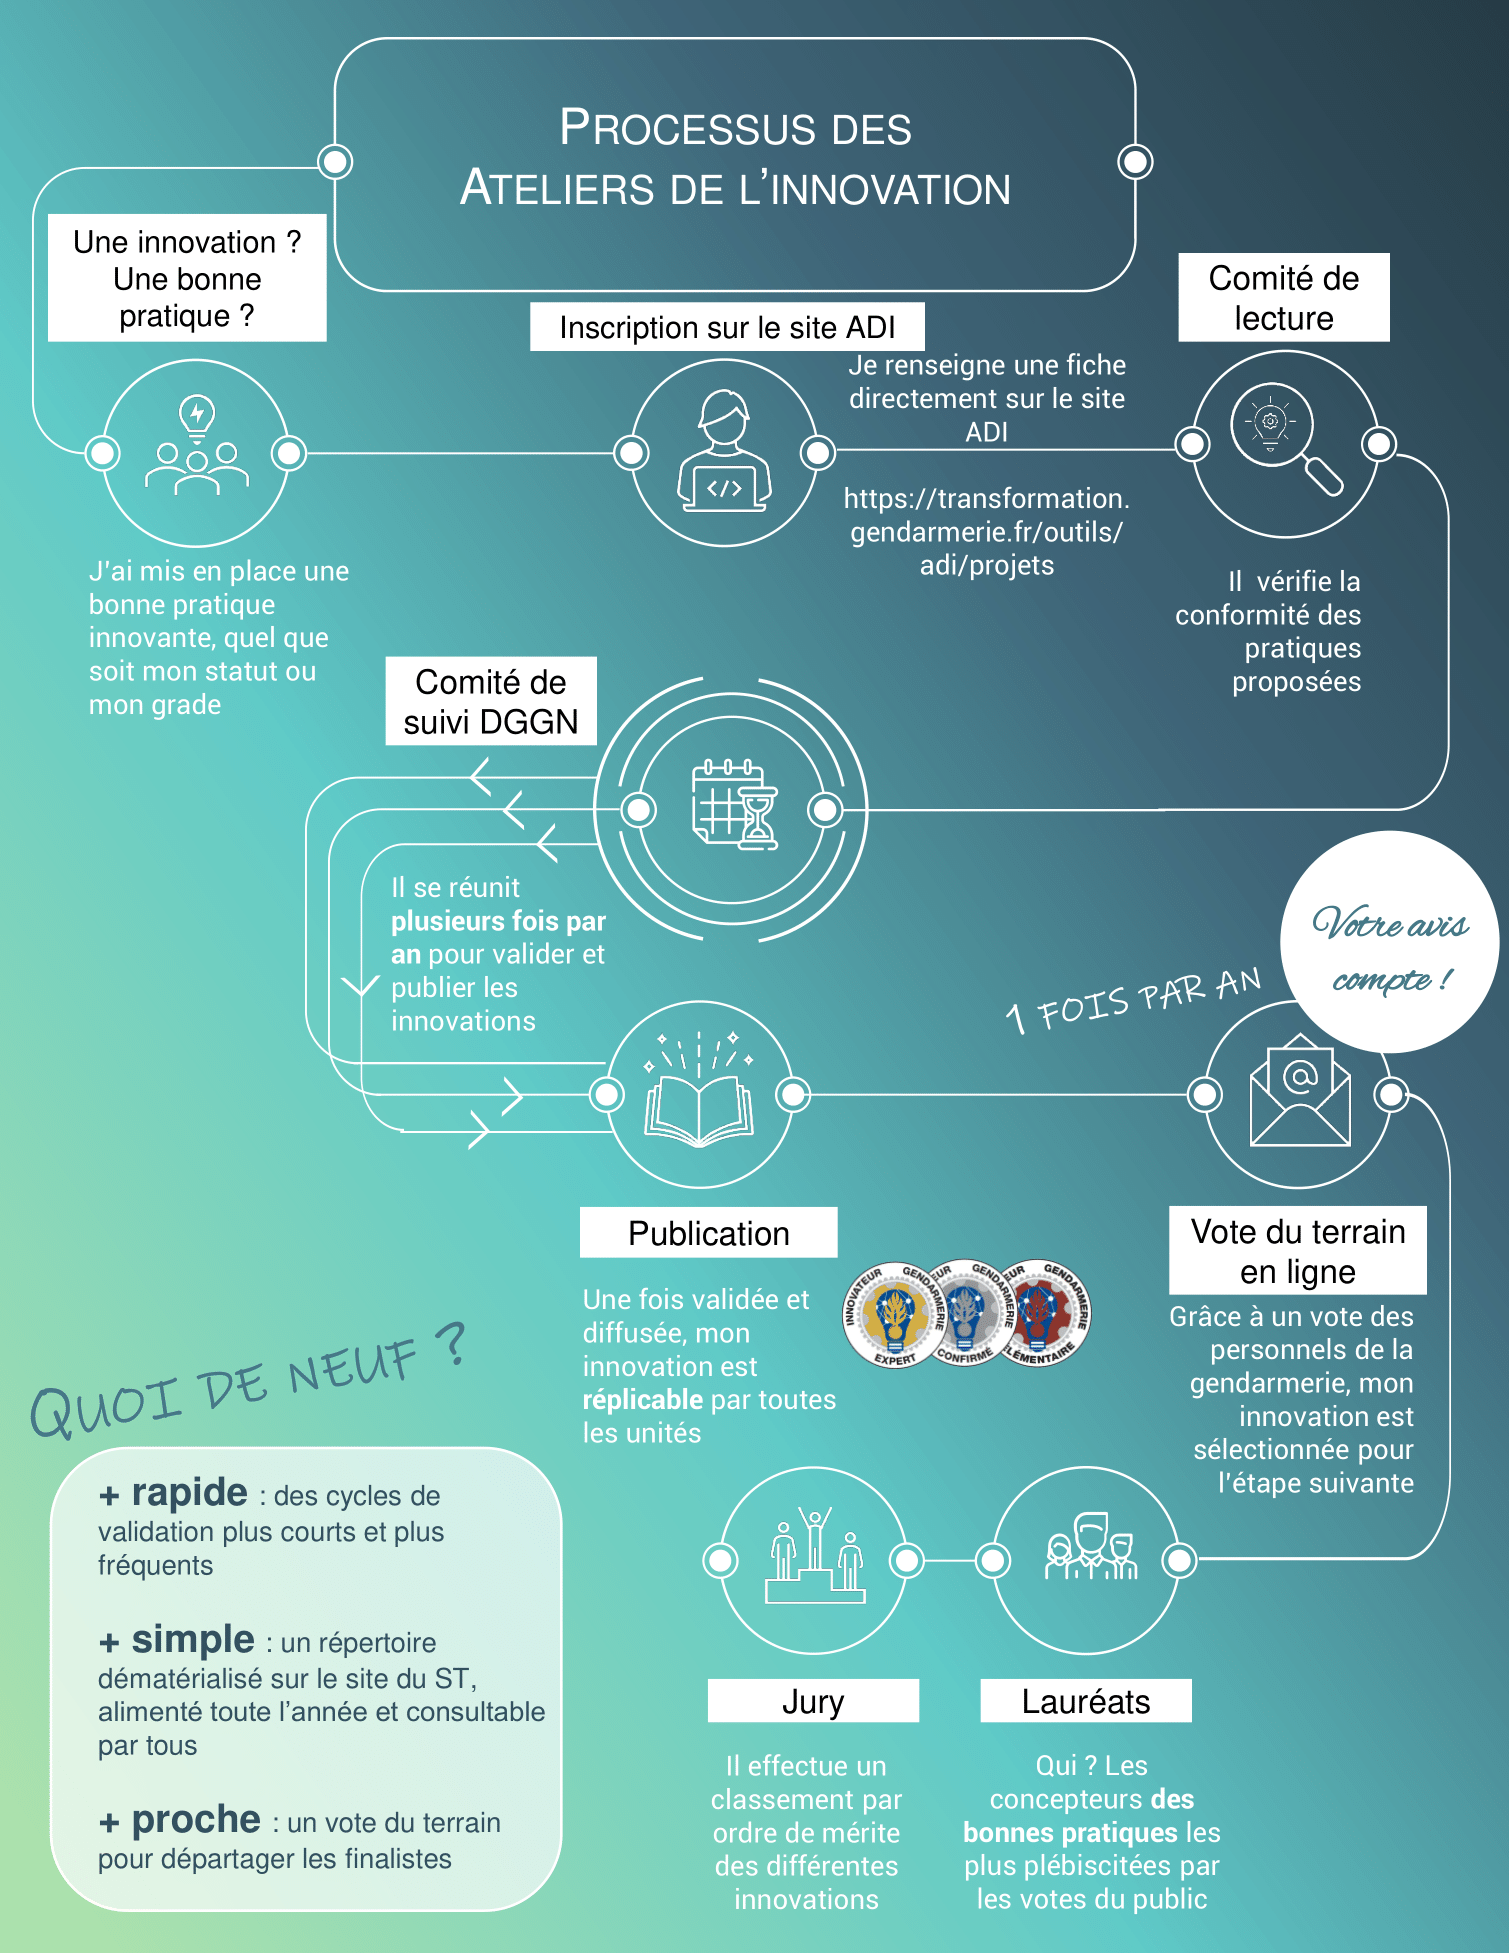 PROCESSUS DES
ATELIERS DE L'INNOVATION
Une innovation ?
Une bonne
pratique ?
J'ai mis en place une
bonne pratique
innovante, quel que
soit mon statut ou
mon grade
Inscription sur le site ADI
</>
Je renseigne une fiche
directement sur le site
ADI
https://transformation.
gendarmerie.fr/outils/
adi/projets
Comité de
lecture
Il vérifie la
conformité des
pratiques
proposées
Comité de
suivi DGGN
Il se réunit
plusieurs fois par
an pour valider et
publier les
innovations
Votre avis
compte !
1 FOIS PAR AN
@
Publication
Une fois validée et
diffusée, mon
innovation est
réplicable par toutes
les unités
INNOVATEUR GENDARMERIE
EXPERT
EUR GENDARMERIE
CONFIRMÉ
EUR GENDARMERIE
ÉLÉMENTAIRE
Vote du terrain
en ligne
Grâce à un vote des
personnels de la
gendarmerie, mon
innovation est
sélectionnée pour
l'étape suivante
QUOI DE NEUF ?
+ rapide : des cycles de
validation plus courts et plus
fréquents
+ simple : un répertoire
dématérialisé sur le site du ST,
alimenté toute l'année et consultable
par tous
+ proche : un vote du terrain
pour départager les finalistes
Jury
Il effectue un
classement par
ordre de mérite
des différentes
innovations
Lauréats
Qui ? Les
concepteurs des
bonnes pratiques les
plus plébiscitées par
les votes du public